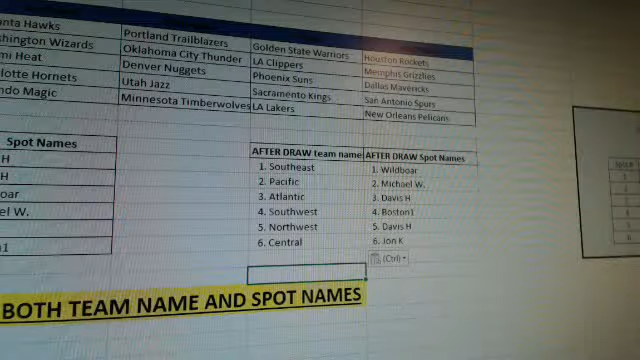 nta Hawks Portland Trailblazers Golden State Warriors Houston Rockets
hington Wizards Oklahoma City Thunder LA Clippers Memphis Grizzlies
mi Heat Denver Nuggets Phoenix Suns Dallas Mavericks
lotte Hornets Utah Jazz Sacramento Kings San Antonio Spurs
ndo Magic Minnesota Timberwolves LA Lakers New Orleans Pelicans
Spot Names AFTER DRAW team name AFTER DRAW Spot Names
H 1. Southeast 1. Wildboar
H 2. Pacific 2. Michael W.
oar 3. Atlantic 3. Davis H
el W. 4. Southwest 4. Boston1
5. Northwest 5. Davis H
n1 6. Central 6. Jon K
(Ctrl)
BOTH TEAM NAME AND SPOT NAMES